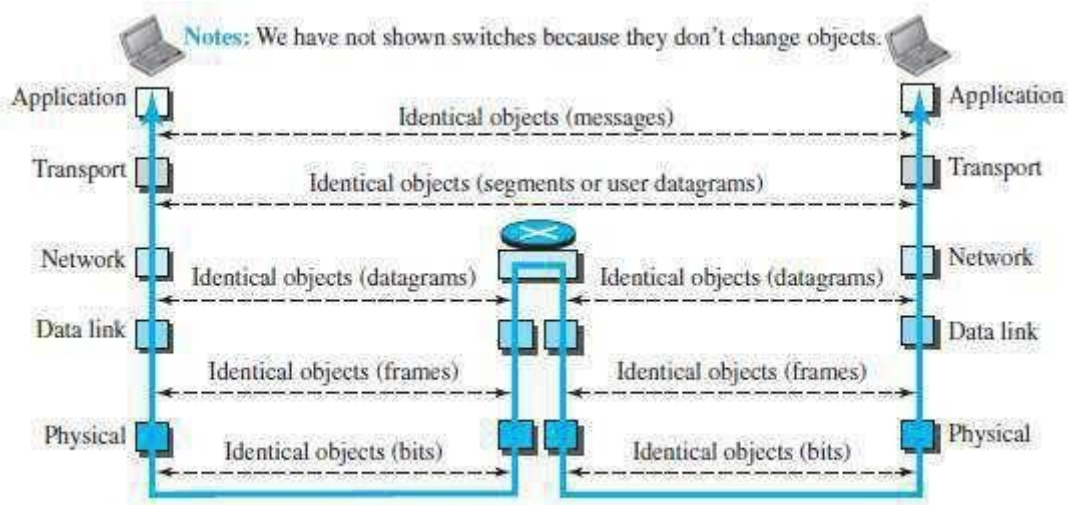 Notes: We have not shown switches because they don't change objects.
Application
Application
Identical objects (messages)
Transport
Transport
Identical objects (segments or user datagrams)
Network
Network
Identical objects (datagrams)
Identical objects (datagrams)
Data link
Data link
Identical objects (frames)
Identical objects (frames)
Physical
Physical
Identical objects (bits)
Identical objects (bits)